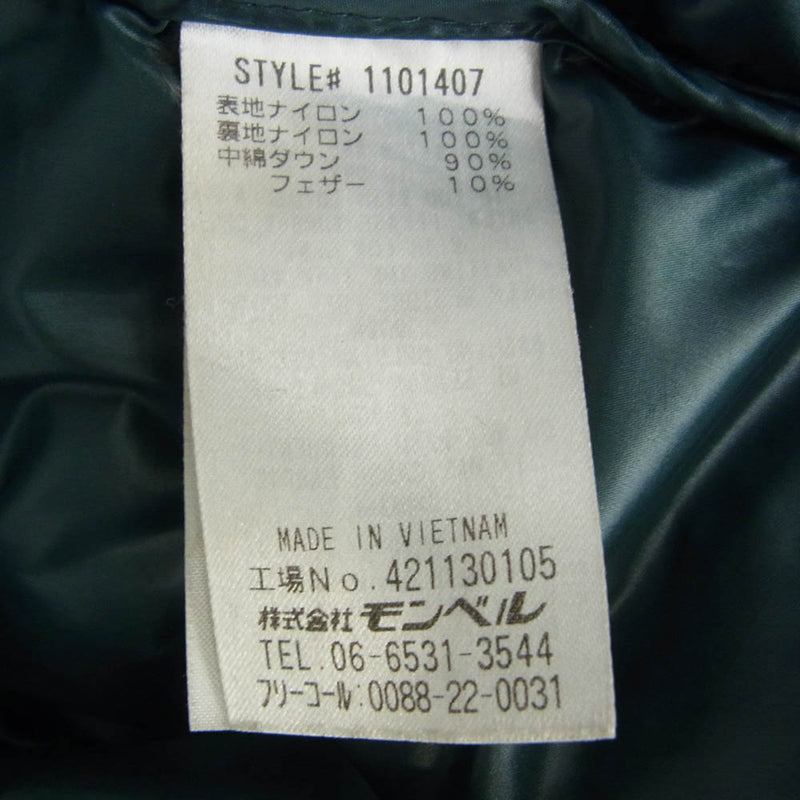 STYLE# 1101407
表地ナイロン 100%
裏地ナイロン 100%
中綿ダウン 90%
フェザー 10%
MADE IN VIETNAM
工場No.421130105
株式会社 モンベル
TEL.06-6531-3544
フリーコール:0088-22-0031